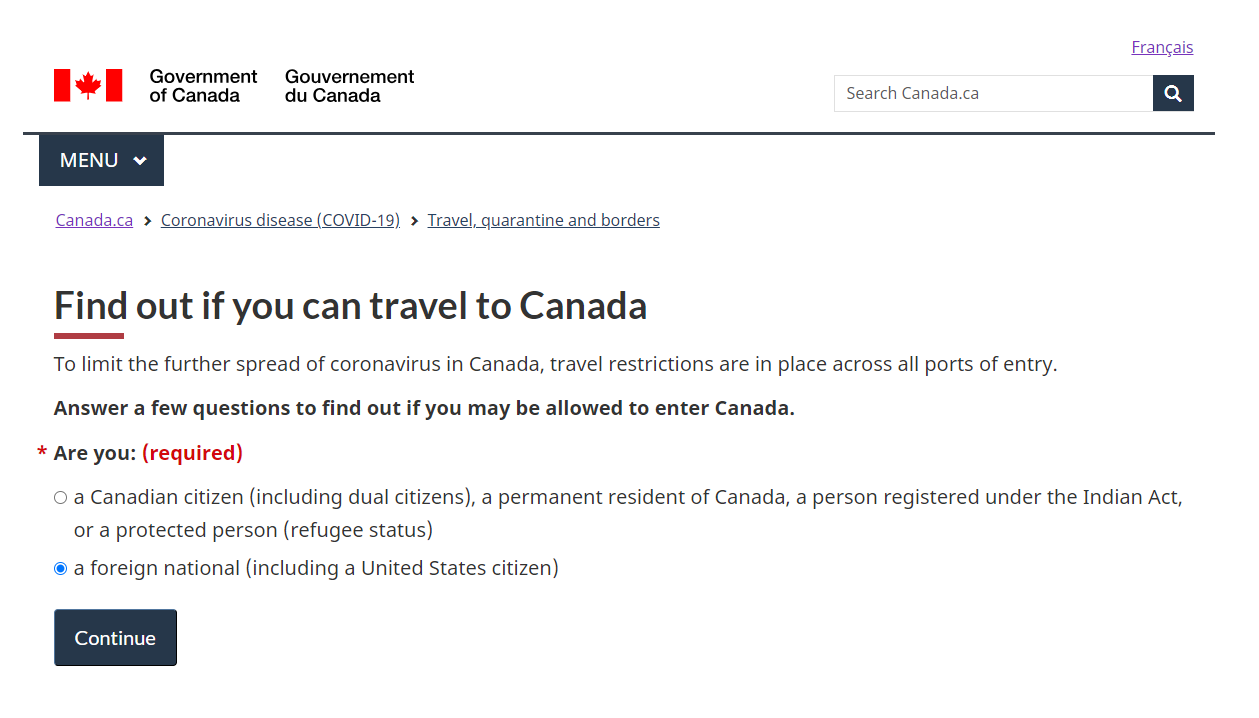 Français
Government of Canada
Gouvernement du Canada
Search Canada.ca
MENU
Canada.ca > Coronavirus disease (COVID-19) > Travel, quarantine and borders
Find out if you can travel to Canada
To limit the further spread of coronavirus in Canada, travel restrictions are in place across all ports of entry.
Answer a few questions to find out if you may be allowed to enter Canada.
* Are you: (required)
a Canadian citizen (including dual citizens), a permanent resident of Canada, a person registered under the Indian Act,
or a protected person (refugee status)
a foreign national (including a United States citizen)
Continue